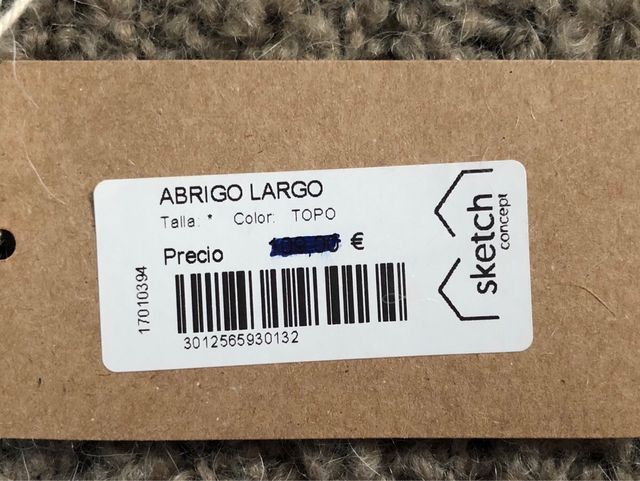 ABRIGO LARGO
Talla: * Color: TOPO
Precio €
3012565930132
17010394
sketch
concept